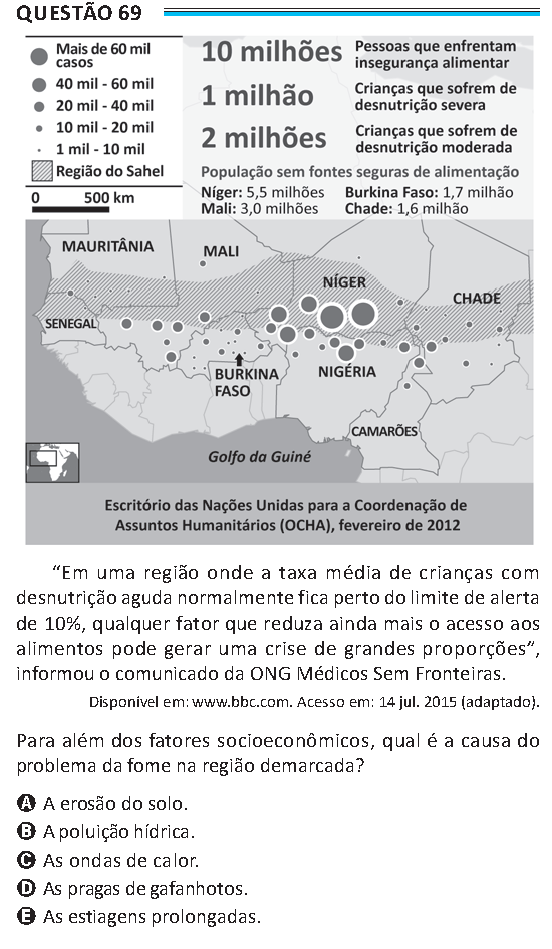 QUESTÃO 69
Mais de 60 mil
casos
40 mil - 60 mil
20 mil - 40 mil
10 mil - 20 mil
1 mil - 10 mil
Região do Sahel
0 500 km
10 milhões Pessoas que enfrentam
insegurança alimentar
1 milhão Crianças que sofrem de
desnutrição severa
2 milhões Crianças que sofrem de
desnutrição moderada
População sem fontes seguras de alimentação
Níger: 5,5 milhões Burkina Faso: 1,7 milhão
Mali: 3,0 milhões Chade: 1,6 milhão
MAURITÂNIA
MALI
NÍGER
CHADE
SENEGAL
BURKINA
FASO
NIGÉRIA
CAMARÕES
Golfo da Guiné
Escritório das Nações Unidas para a Coordenação de
Assuntos Humanitários (OCHA), fevereiro de 2012
“Em uma região onde a taxa média de crianças com
desnutrição aguda normalmente fica perto do limite de alerta
de 10%, qualquer fator que reduza ainda mais o acesso aos
alimentos pode gerar uma crise de grandes proporções”,
informou o comunicado da ONG Médicos Sem Fronteiras.
Disponível em: www.bbc.com. Acesso em: 14 jul. 2015 (adaptado).
Para além dos fatores socioeconômicos, qual é a causa do
problema da fome na região demarcada?
A A erosão do solo.
B A poluição hídrica.
C As ondas de calor.
D As pragas de gafanhotos.
E As estiagens prolongadas.